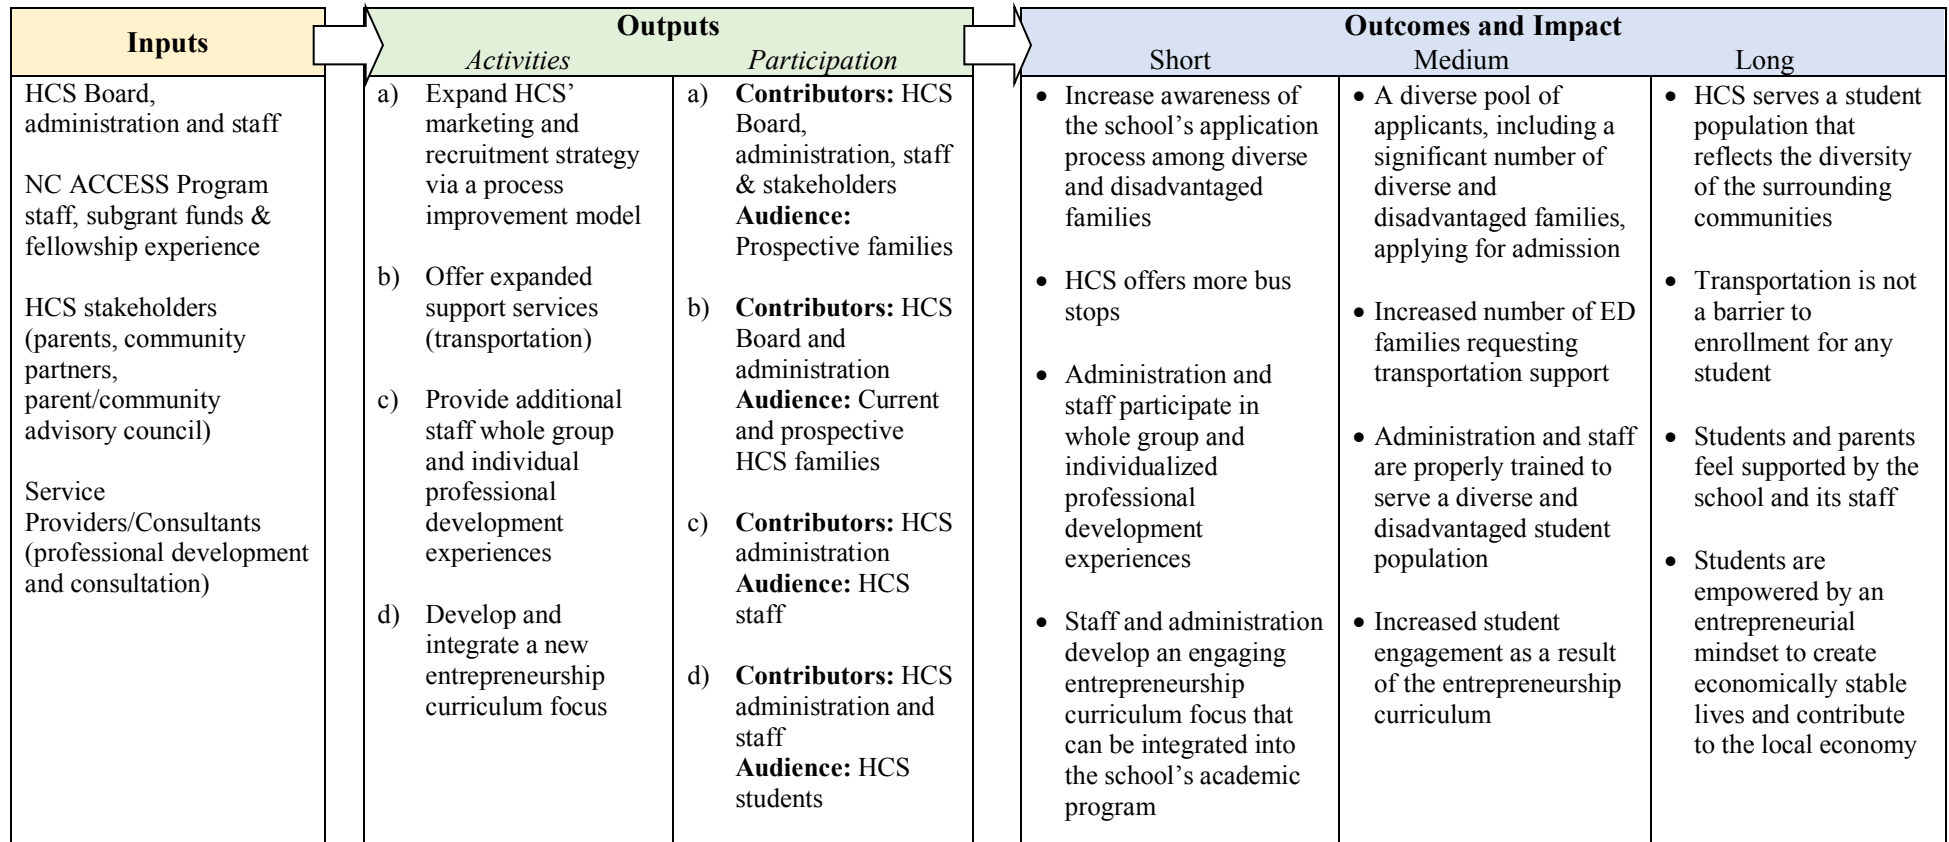 Inputs
HCS Board,
administration and staff
NC ACCESS Program
staff, subgrant funds &
fellowship experience
HCS stakeholders
(parents, community
partners,
parent/community
advisory council)
Service
Providers/Consultants
(professional development
and consultation)
Outputs
Activities
a) Expand HCS’
marketing and
recruitment strategy
via a process
improvement model
b) Offer expanded
support services
(transportation)
c) Provide additional
staff whole group
and individual
professional
development
experiences
d) Develop and
integrate a new
entrepreneurship
curriculum focus
Participation
a) Contributors: HCS
Board,
administration, staff
& stakeholders
Audience:
Prospective families
b) Contributors: HCS
Board and
administration
Audience: Current
and prospective
HCS families
c) Contributors: HCS
administration
Audience: HCS
staff
d) Contributors: HCS
administration and
staff
Audience: HCS
students
Outcomes and Impact
Short
• Increase awareness of
the school’s application
process among diverse
and disadvantaged
families
• HCS offers more bus
stops
• Administration and
staff participate in
whole group and
individualized
professional
development
experiences
• Staff and administration
develop an engaging
entrepreneurship
curriculum focus that
can be integrated into
the school’s academic
program
Medium
• A diverse pool of
applicants, including a
significant number of
diverse and
disadvantaged families,
applying for admission
• Increased number of ED
families requesting
transportation support
• Administration and staff
are properly trained to
serve a diverse and
disadvantaged student
population
• Increased student
engagement as a result
of the entrepreneurship
curriculum
Long
• HCS serves a student
population that
reflects the diversity
of the surrounding
communities
• Transportation is not
a barrier to
enrollment for any
student
• Students and parents
feel supported by the
school and its staff
• Students are
empowered by an
entrepreneurial
mindset to create
economically stable
lives and contribute
to the local economy